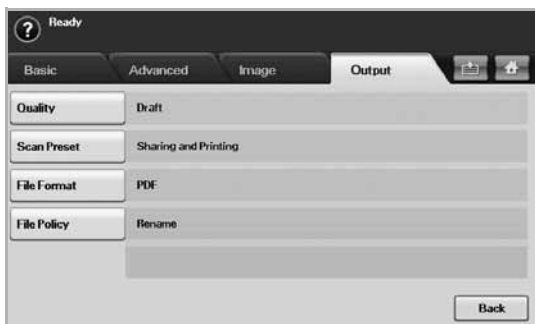 ? Ready
Basic Advanced Image Output
Quality Draft
Scan Preset Sharing and Printing
File Format PDF
File Policy Rename
Back